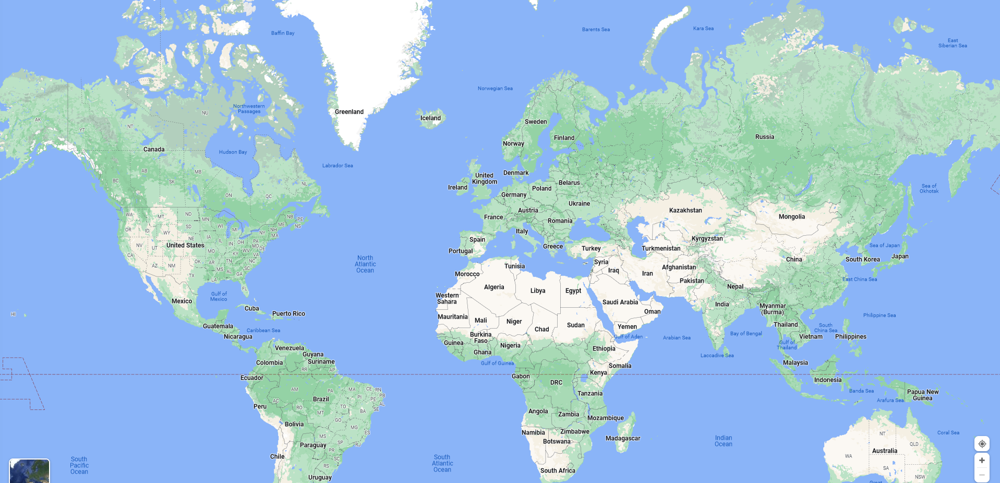 Baffin Bay
Barents Sea
Kara Sea
East
Siberian Sea
Norwegian Sea
Northwestern
Passages
NU
Greenland
Iceland
AK
YT
NT
Sweden
Finland
Norway
Russia
Canada
Hudson Bay
Labrador Sea
AB
MB
SK
BC
ON
QC
NL
Denmark
United
Kingdom
Ireland
Belarus
Poland
Germany
Ukraine
Austria
France
Romania
Kazakhstan
Mongolia
Sea of
Okhotsk
WA
MT
ND
MN
NB
PE
NS
ME
OR
ID
WY
SD
WI
MI
NH
NY
MA
Italy
Spain
Portugal
Greece
Turkey
Kyrgyzstan
Turkmenistan
Sea of Japan
NV
UT
United States
NE
IA
IL
IN
OH
PA
MD
DE
WV
VA
KY
MO
CA
AZ
NM
OK
AR
TN
NC
SC
MS
AL
GA
TX
LA
FL
North
Atlantic
Ocean
Tunisia
Morocco
Syria
Iraq
Iran
Afghanistan
Pakistan
China
South Korea
Japan
East China Sea
Nepal
Algeria
Libya
Egypt
Western
Sahara
Saudi Arabia
Oman
India
Myanmar
(Burma)
Gulf of
Mexico
Mexico
Cuba
Puerto Rico
HI
Guatemala
Caribbean Sea
Nicaragua
Mauritania
Mali
Niger
Chad
Sudan
Yemen
Gulf of Aden
Arabian Sea
Bay of Bengal
Thailand
South
China Sea
Philippine Sea
Vietnam
Philippines
Gulf of
Thailand
Laccadive Sea
Burkina
Faso
Guinea
Nigeria
Ghana
Ethiopia
Gulf of Guinea
Somalia
Malaysia
Venezuela
Guyana
Colombia
Suriname
RR
AP
Ecuador
Gabon
Kenya
DRC
Indonesia
Tanzania
Banda Sea
Papua New
Guinea
Arafura Sea
AM
PA
MA
CE
RN
PB
PE
AL
SE
PI
Brazil
AC
RO
TO
BA
MT
Peru
Angola
Zambia
Mozambique
GO
Bolivia
MG
ES
MS
SP
RJ
PR
Namibia
Zimbabwe
Botswana
Madagascar
Indian
Ocean
Coral Sea
NT
QLD
Australia
WA
SA
NSW
Paraguay
Chile
SC
RS
Uruguay
South
Pacific
Ocean
South
Atlantic
Ocean
South Africa
Great